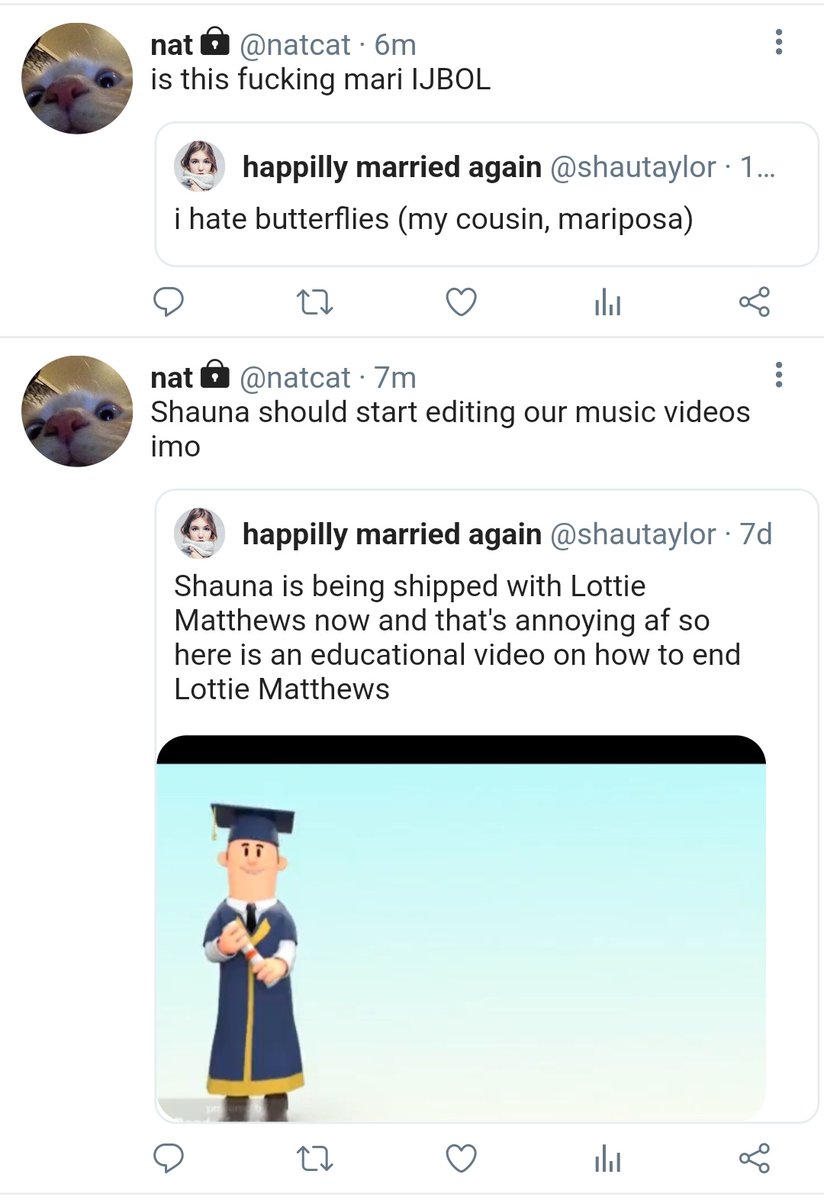 nat @natcat · 6m
is this fucking mari IJBOL
happilly married again @shautaylor · 1...
i hate butterflies (my cousin, mariposa)
nat @natcat · 7m
Shauna should start editing our music videos
imo
happilly married again @shautaylor · 7d
Shauna is being shipped with Lottie
Matthews now and that's annoying af so
here is an educational video on how to end
Lottie Matthews